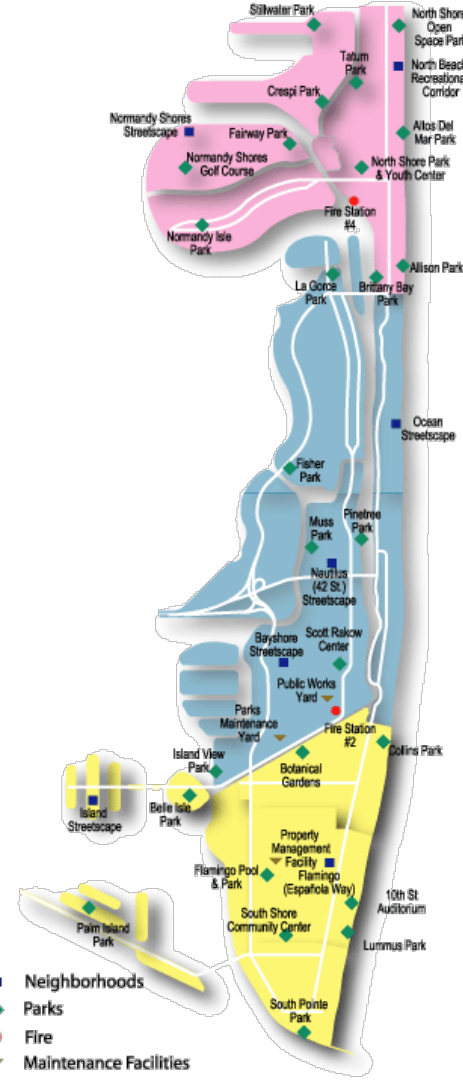 Stillwater Park
North Shore
Open
Space Park
Tatum
Park
North Beach
Recreational
Corridor
Crespi Park
Normandy Shores
Streetscape
Fairway Park
Altos Del
Mar Park
Normandy Shores
Golf Course
North Shore Park
& Youth Center
Fire Station
#4
Normandy Isle
Park
Allison Park
La Gorce
Park
Brittany Bay
Park
Ocean
Streetscape
Fisher
Park
Muss
Park
Pinetree
Park
Nautilus
(42 St.)
Streetscape
Bayshore
Streetscape
Scott Rakow
Center
Public Works
Yard
Parks
Maintenance
Yard
Fire Station
#2
Collins Park
Island View
Park
Botanical
Gardens
Belle Isle
Park
Island
Streetscape
Property
Management
Facility
Flamingo
(Española Way)
Flamingo Pool
& Park
10th St
Auditorium
South Shore
Community Center
Palm Island
Park
Lummus Park
South Pointe
Park
Neighborhoods
Parks
Fire
Maintenance Facilities